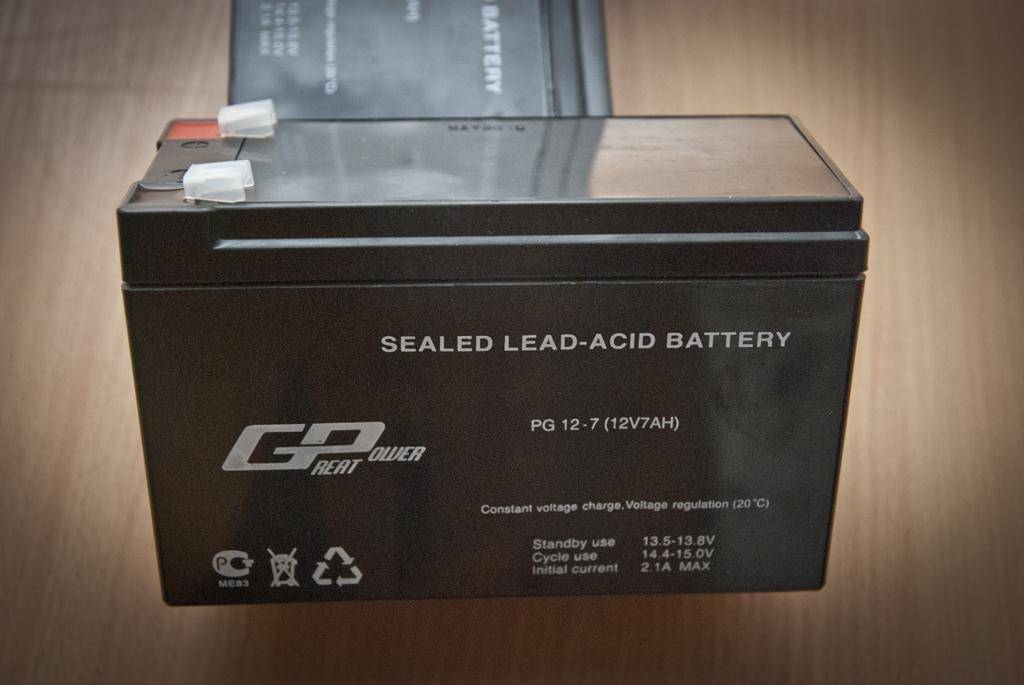 BATTERY
SEALED LEAD-ACID BATTERY
PG 12-7 (12V7AH)
GREAT POWER
Constant voltage charge,Voltage regulation (20°C)
Standby use 13.5-13.8V
Cycle use 14.4-15.0V
Initial current 2.1A MAX
PCT
ME83